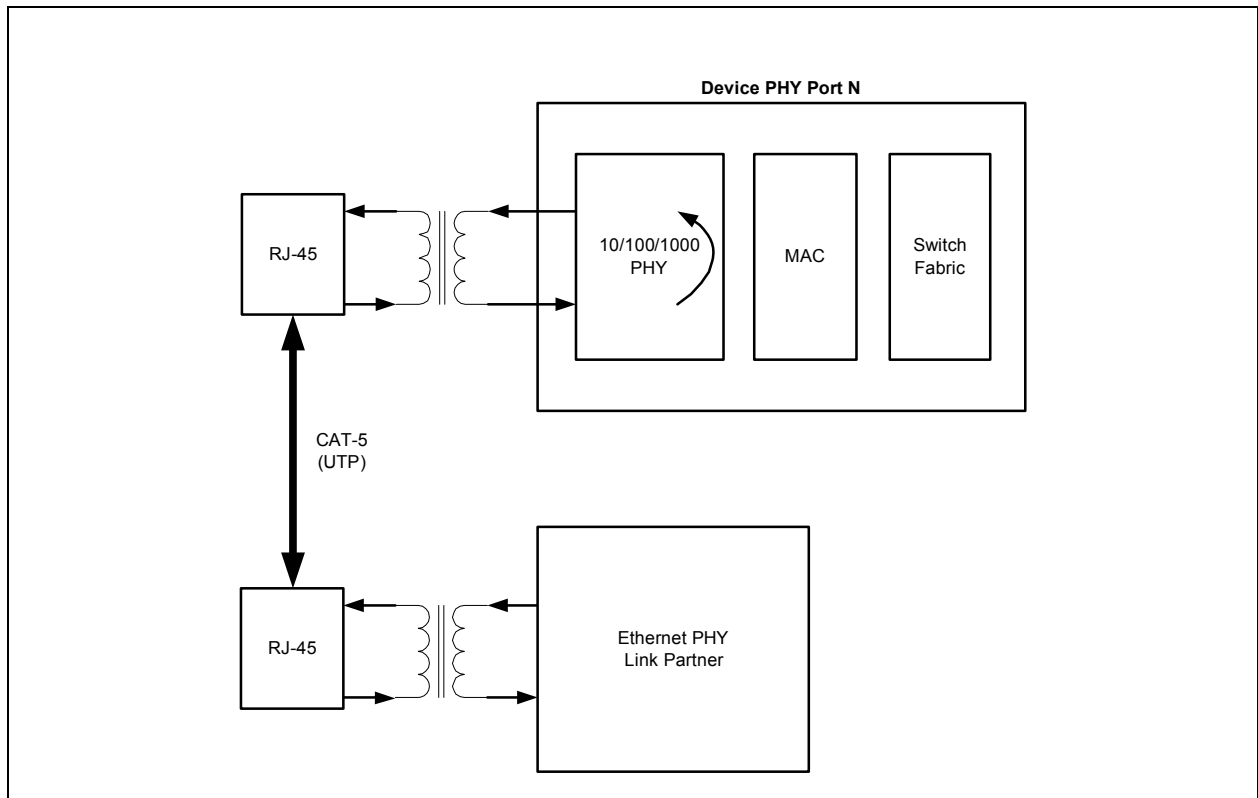 Device PHY Port N
RJ-45
10/100/1000
PHY
MAC
Switch
Fabric
CAT-5
(UTP)
RJ-45
Ethernet PHY
Link Partner